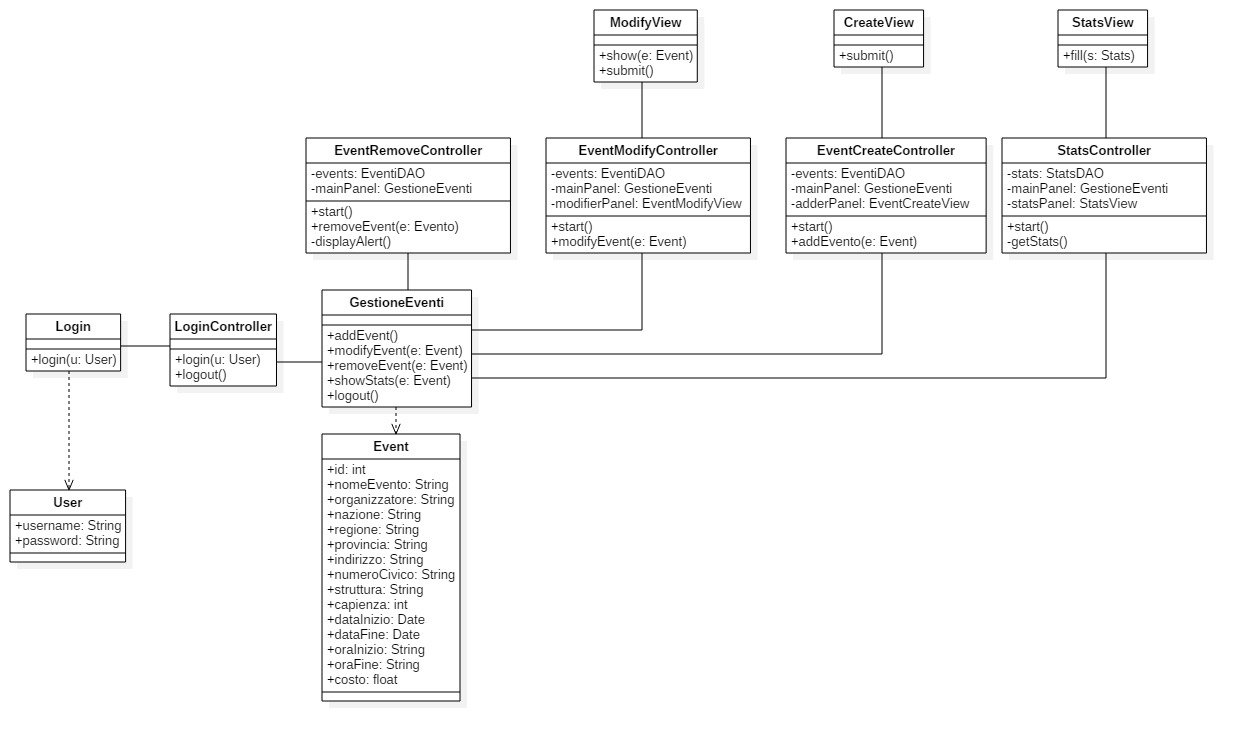 ModifyView
+show(e: Event)
+submit()
CreateView
+submit()
StatsView
+fill(s: Stats)
EventRemoveController
-events: EventiDAO
-mainPanel: GestioneEventi
+start()
+removeEvent(e: Evento)
-displayAlert()
EventModifyController
-events: EventiDAO
-mainPanel: GestioneEventi
-modifierPanel: EventModifyView
+start()
+modifyEvent(e: Event)
EventCreateController
-events: EventiDAO
-mainPanel: GestioneEventi
-adderPanel: EventCreateView
+start()
+addEvento(e: Event)
StatsController
-stats: StatsDAO
-mainPanel: GestioneEventi
-statsPanel: StatsView
+start()
-getStats()
Login
+login(u: User)
LoginController
+login(u: User)
+logout()
GestioneEventi
+addEvent()
+modifyEvent(e: Event)
+removeEvent(e: Event)
+showStats(e: Event)
+logout()
User
+username: String
+password: String
Event
+id: int
+nomeEvento: String
+organizzatore: String
+nazione: String
+regione: String
+provincia: String
+indirizzo: String
+numeroCivico: String
+struttura: String
+capienza: int
+dataInizio: Date
+dataFine: Date
+oraInizio: String
+oraFine: String
+costo: float